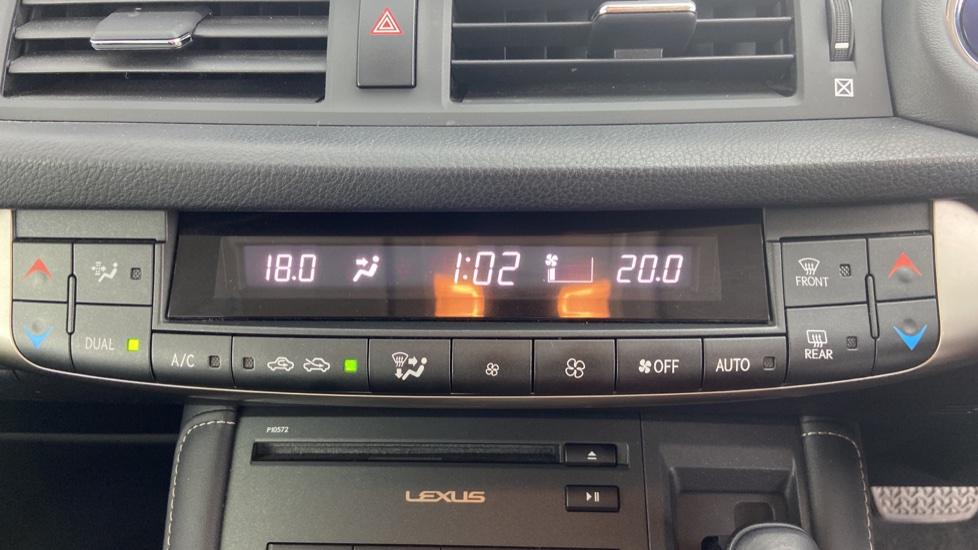 18.0 1:02 20.0
FRONT
DUAL
A/C
OFF
AUTO
REAR
P10572
LEXUS